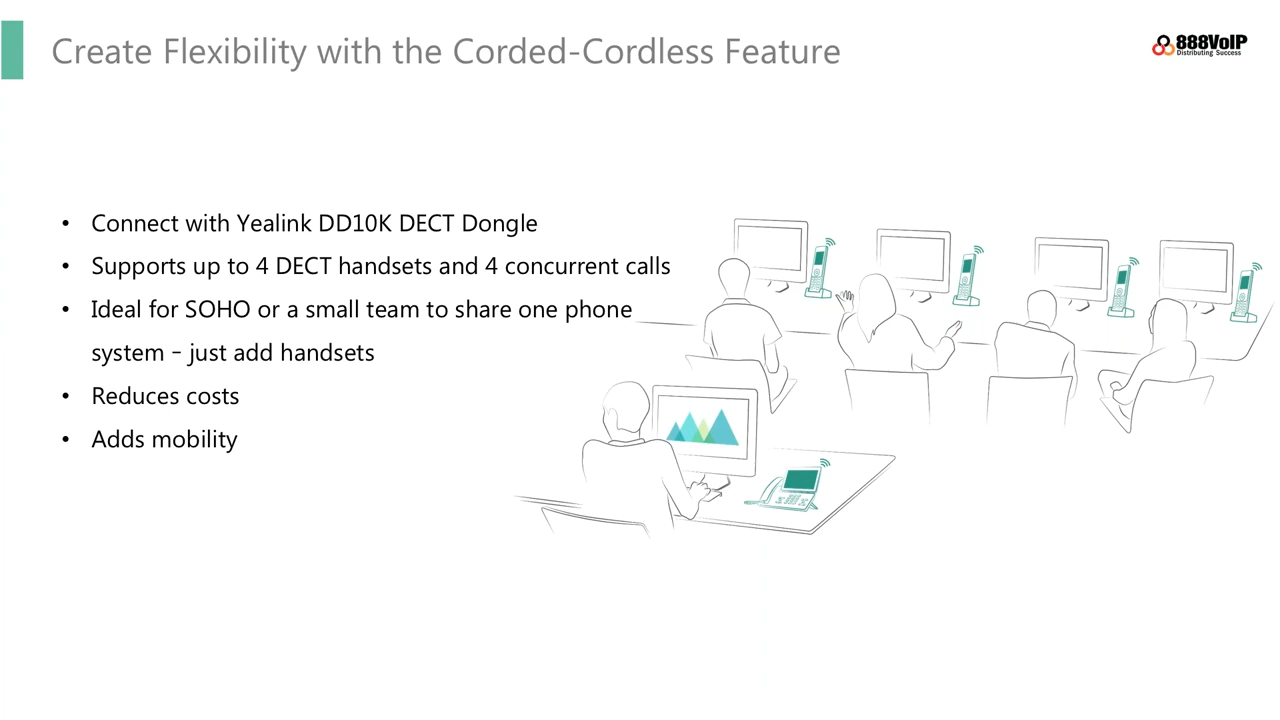 Create Flexibility with the Corded-Cordless Feature
888VoIP
Distributing Success
• Connect with Yealink DD10K DECT Dongle
• Supports up to 4 DECT handsets and 4 concurrent calls
• Ideal for SOHO or a small team to share one phone
system – just add handsets
• Reduces costs
• Adds mobility